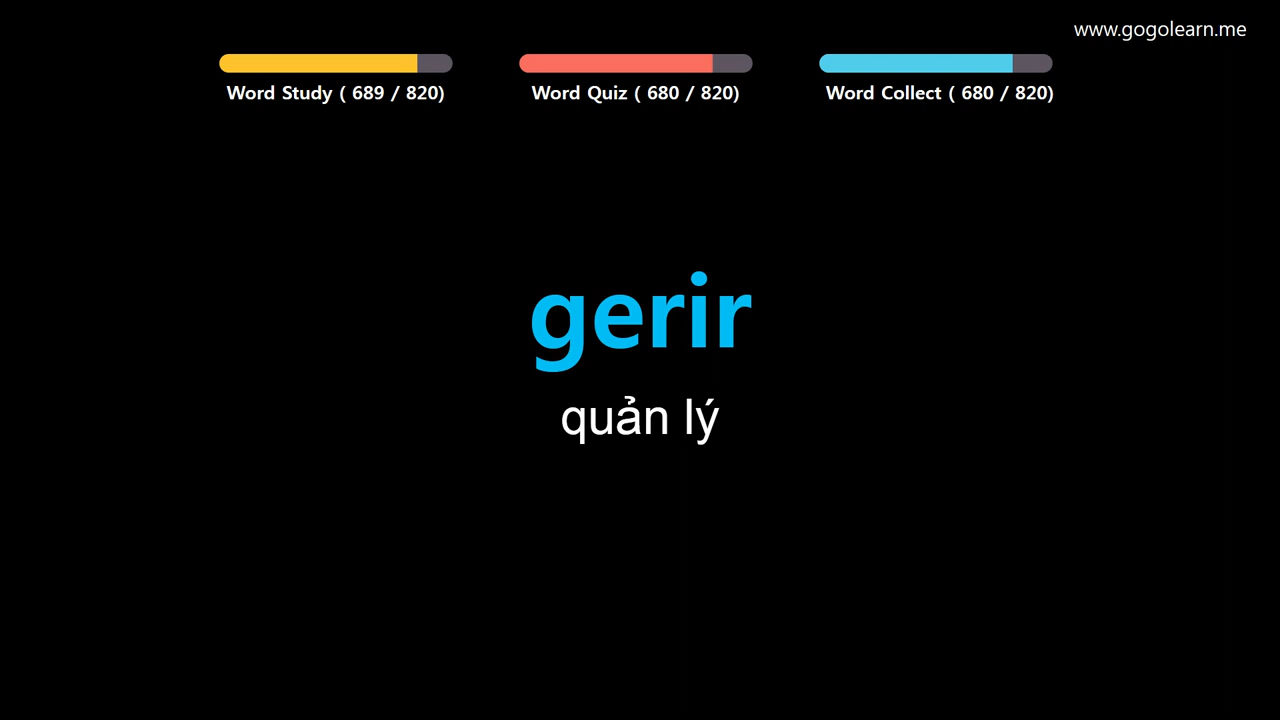 www.gogolearn.me
Word Study ( 689 / 820)
Word Quiz ( 680 / 820)
Word Collect ( 680 / 820)
gerir
quản lý